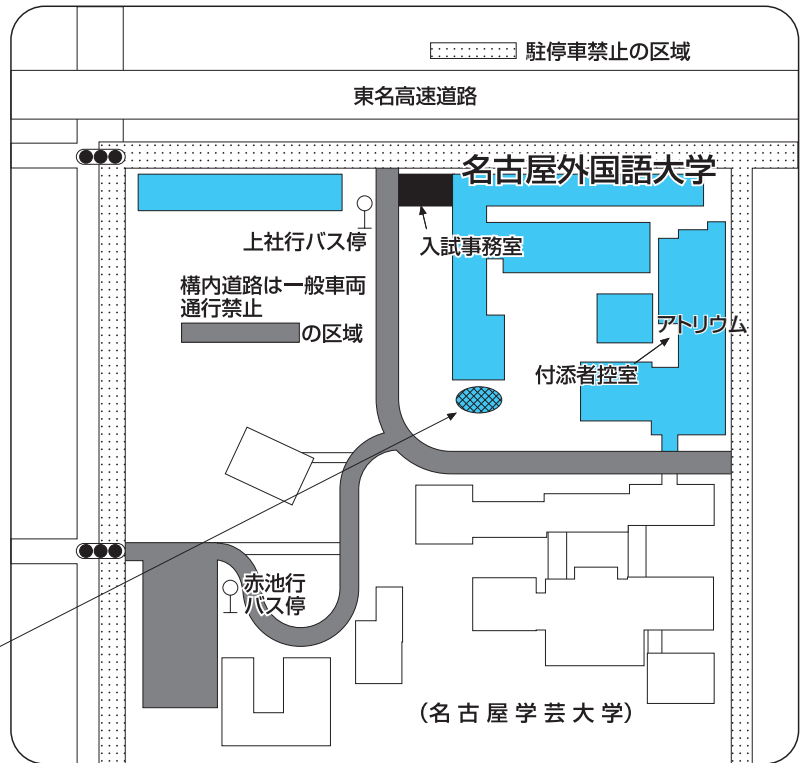 駐停車禁止の区域
東名高速道路
名古屋外国語大学
上社行バス停
入試事務室
構内道路は一般車両
通行禁止
の区域
アトリウム
付添者控室
赤池行
バス停
（名古屋学芸大学）